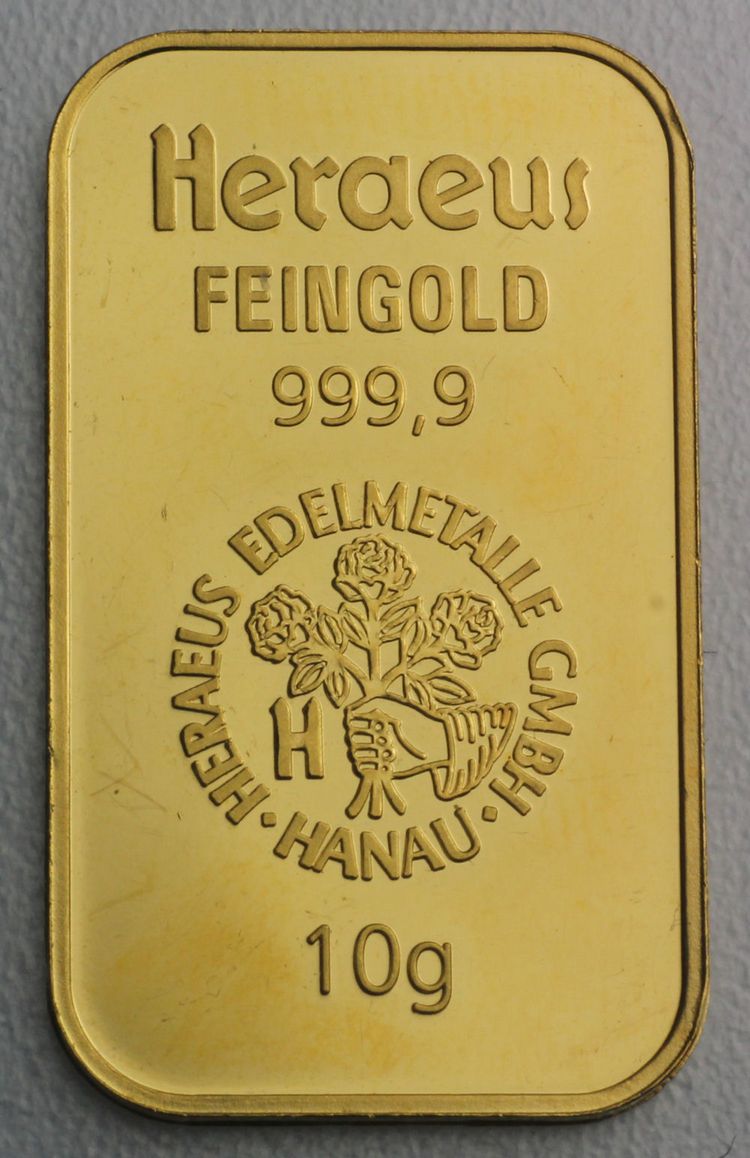 Heraeus
FEINGOLD
999,9
HERAEUS EDELMETALLE GMBH
· HANAU ·
H
10g